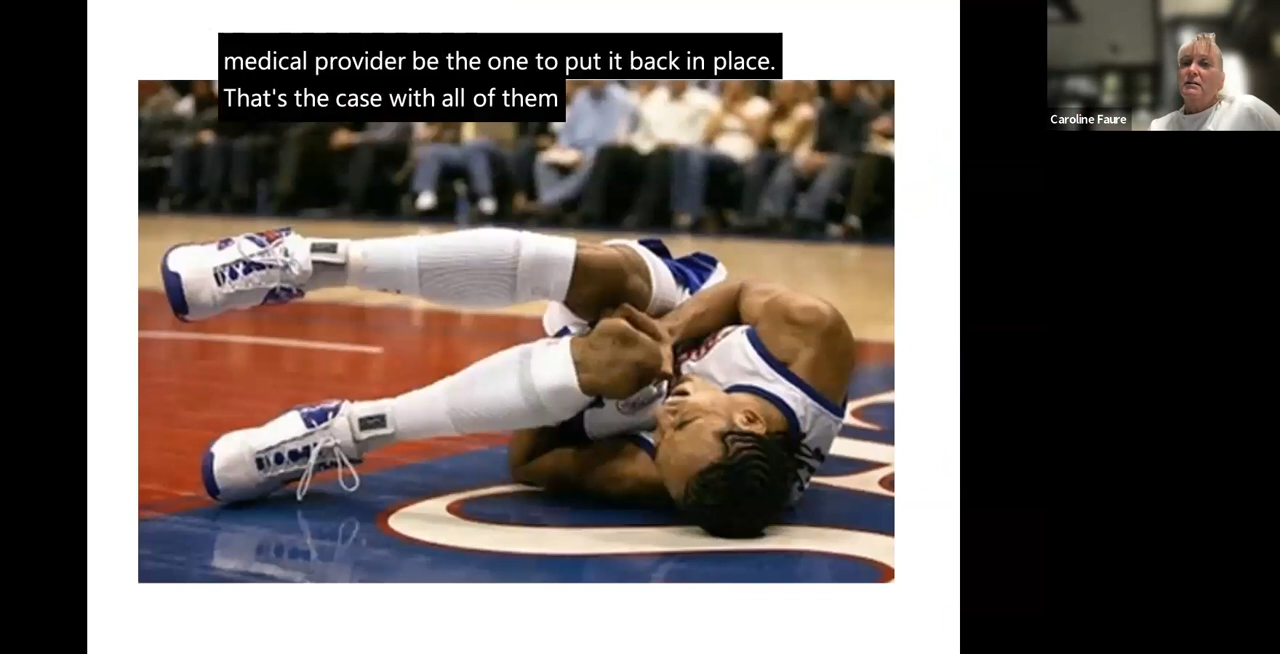 medical provider be the one to put it back in place.
That's the case with all of them
Caroline Faure